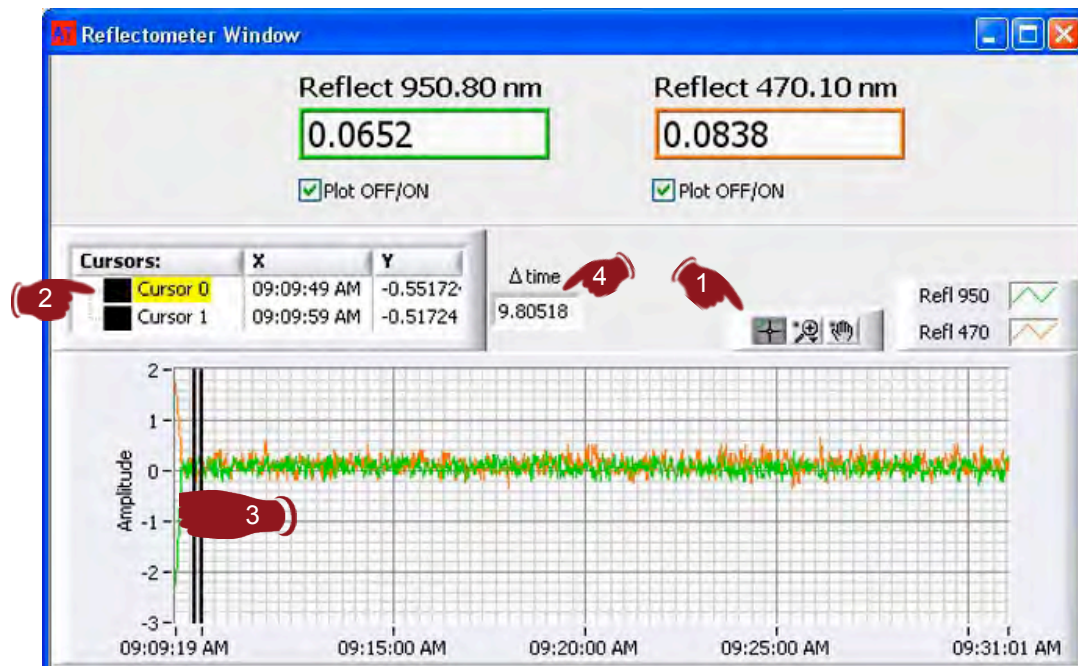 AY Reflectometer Window
Reflect 950.80 nm Reflect 470.10 nm
0.0652 0.0838
Plot OFF/ON Plot OFF/ON
Cursors: X Y
Cursor 0 09:09:49 AM -0.55172
Cursor 1 09:09:59 AM -0.51724
Δ time
9.80518
1
2
3
4
Refl 950
Refl 470
Amplitude
2
1
0
-1
-2
-3
09:09:19 AM 09:15:00 AM 09:20:00 AM 09:25:00 AM 09:31:01 AM